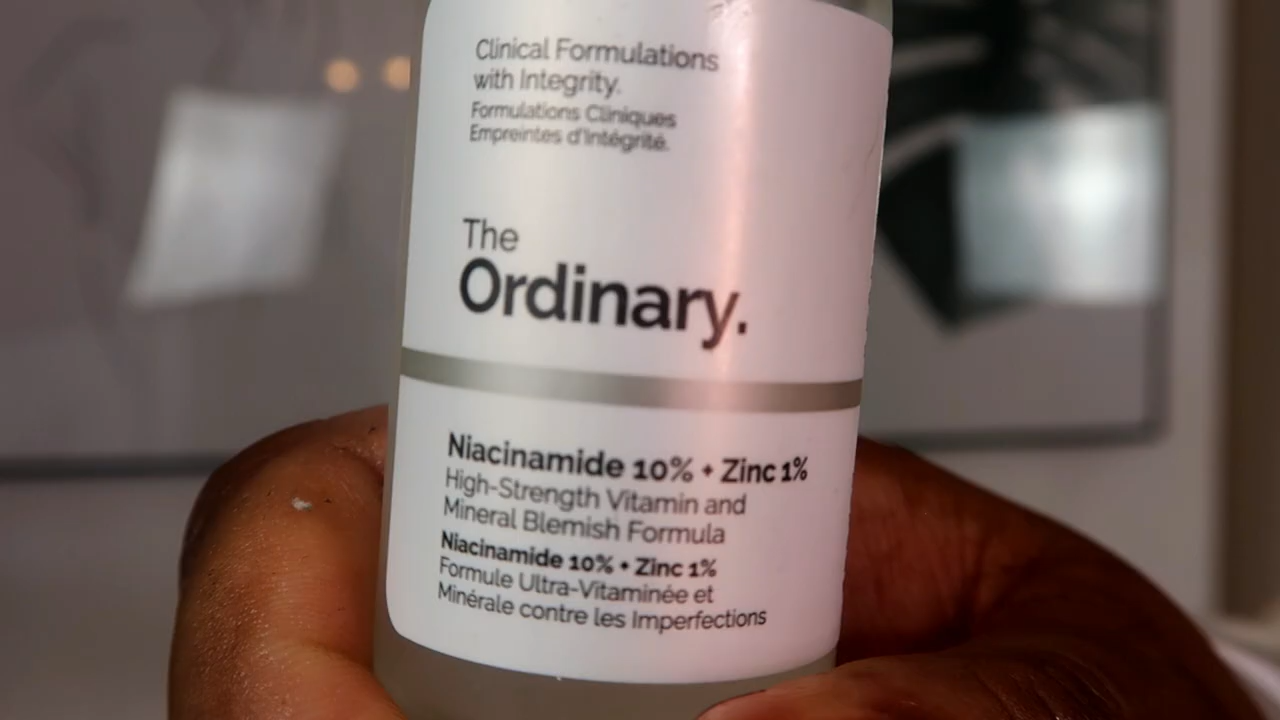 Clinical Formulations
with Integrity.
Formulations Cliniques
Empreintes d'Intégrité.
The
Ordinary.
Niacinamide 10% + Zinc 1%
High-Strength Vitamin and
Mineral Blemish Formula
Niacinamide 10% + Zinc 1%
Formule Ultra-Vitaminée et
Minérale contre les Imperfections